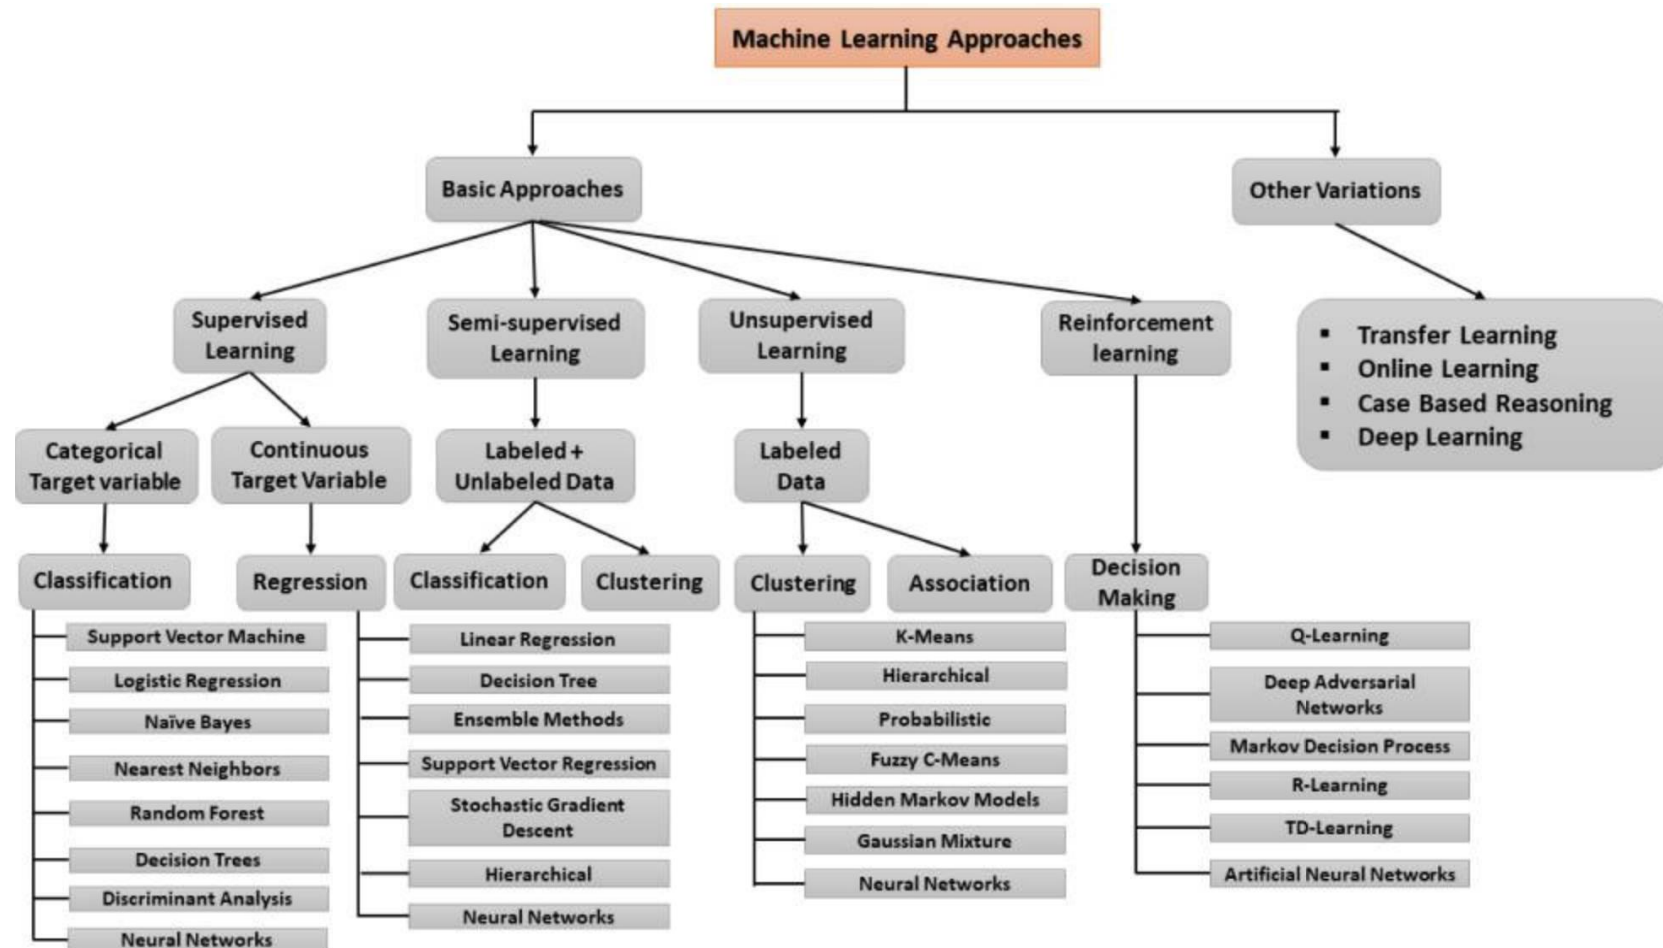 Machine Learning Approaches
Basic Approaches
Other Variations
Supervised
Learning
Semi-supervised
Learning
Unsupervised
Learning
Reinforcement
learning
▪ Transfer Learning
▪ Online Learning
▪ Case Based Reasoning
▪ Deep Learning
Categorical
Target variable
Continuous
Target Variable
Labeled +
Unlabeled Data
Labeled
Data
Classification
Regression
Classification
Clustering
Clustering
Association
Decision
Making
Support Vector Machine
Logistic Regression
Naïve Bayes
Nearest Neighbors
Random Forest
Decision Trees
Discriminant Analysis
Neural Networks
Linear Regression
Decision Tree
Ensemble Methods
Support Vector Regression
Stochastic Gradient
Descent
Hierarchical
Neural Networks
K-Means
Hierarchical
Probabilistic
Fuzzy C-Means
Hidden Markov Models
Gaussian Mixture
Neural Networks
Q-Learning
Deep Adversarial
Networks
Markov Decision Process
R-Learning
TD-Learning
Artificial Neural Networks